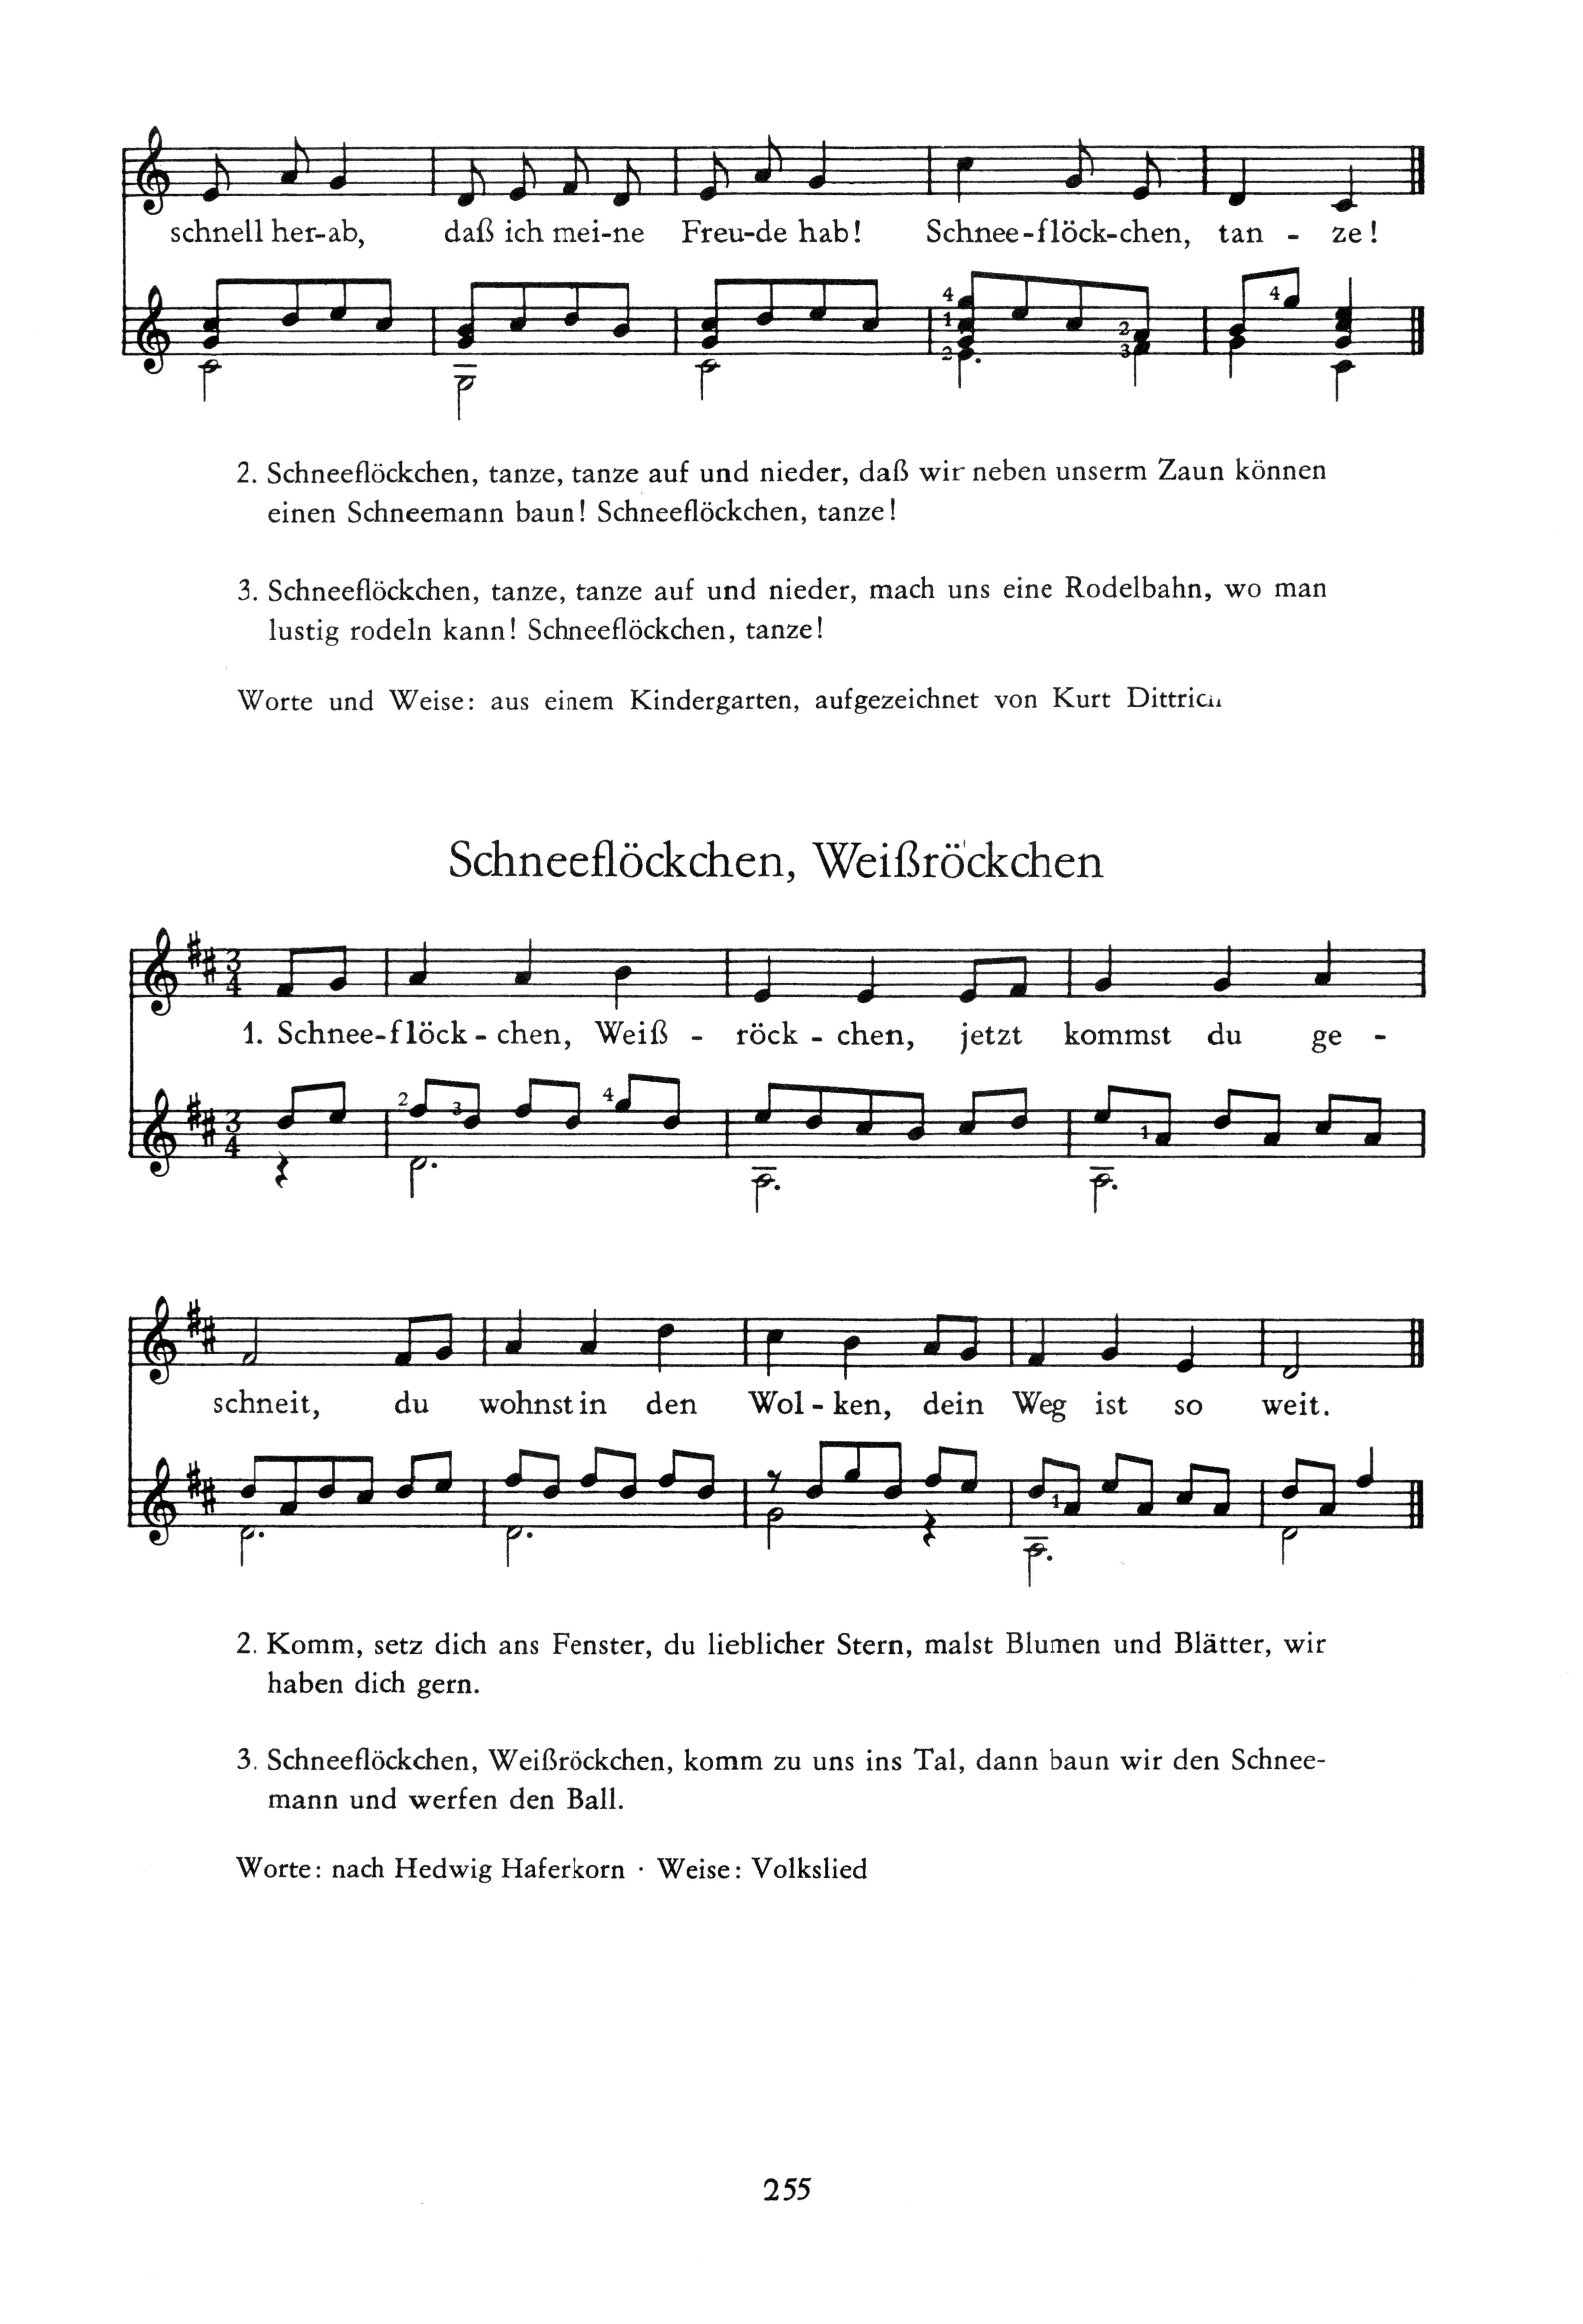 schnell her-ab, daß ich mei-ne Freu-de hab! Schnee-flöck-chen, tan - ze!
4 1 2 2 3 4
2. Schneeflöckchen, tanze, tanze auf und nieder, daß wir neben unserm Zaun können
einen Schneemann baun! Schneeflöckchen, tanze!
3. Schneeflöckchen, tanze, tanze auf und nieder, mach uns eine Rodelbahn, wo man
lustig rodeln kann! Schneeflöckchen, tanze!
Worte und Weise: aus einem Kindergarten, aufgezeichnet von Kurt Dittrich
Schneeflöckchen, Weißröckchen
3
4
1. Schnee-flöck - chen, Weiß - röck - chen, jetzt kommst du ge -
2 3 4 1
3
4
schneit, du wohnst in den Wol - ken, dein Weg ist so weit.
1
2. Komm, setz dich ans Fenster, du lieblicher Stern, malst Blumen und Blätter, wir
haben dich gern.
3. Schneeflöckchen, Weißröckchen, komm zu uns ins Tal, dann baun wir den Schnee-
mann und werfen den Ball.
Worte: nach Hedwig Haferkorn · Weise: Volkslied
255